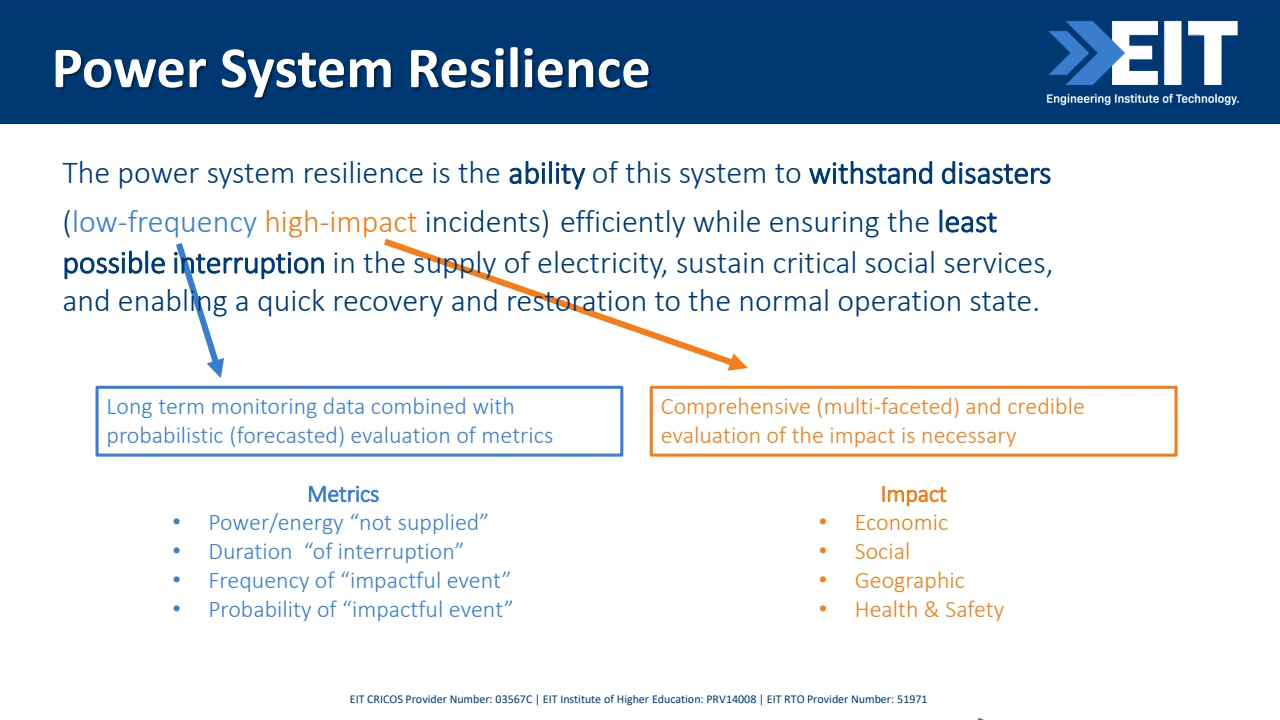 Power System Resilience
EIT
Engineering Institute of Technology.
The power system resilience is the ability of this system to withstand disasters
(low-frequency high-impact incidents) efficiently while ensuring the least
possible interruption in the supply of electricity, sustain critical social services,
and enabling a quick recovery and restoration to the normal operation state.
Long term monitoring data combined with
probabilistic (forecasted) evaluation of metrics
Metrics
• Power/energy “not supplied”
• Duration “of interruption”
• Frequency of “impactful event”
• Probability of “impactful event”
Comprehensive (multi-faceted) and credible
evaluation of the impact is necessary
Impact
• Economic
• Social
• Geographic
• Health & Safety
EIT CRICOS Provider Number: 03567C | EIT Institute of Higher Education: PRV14008 | EIT RTO Provider Number: 51971